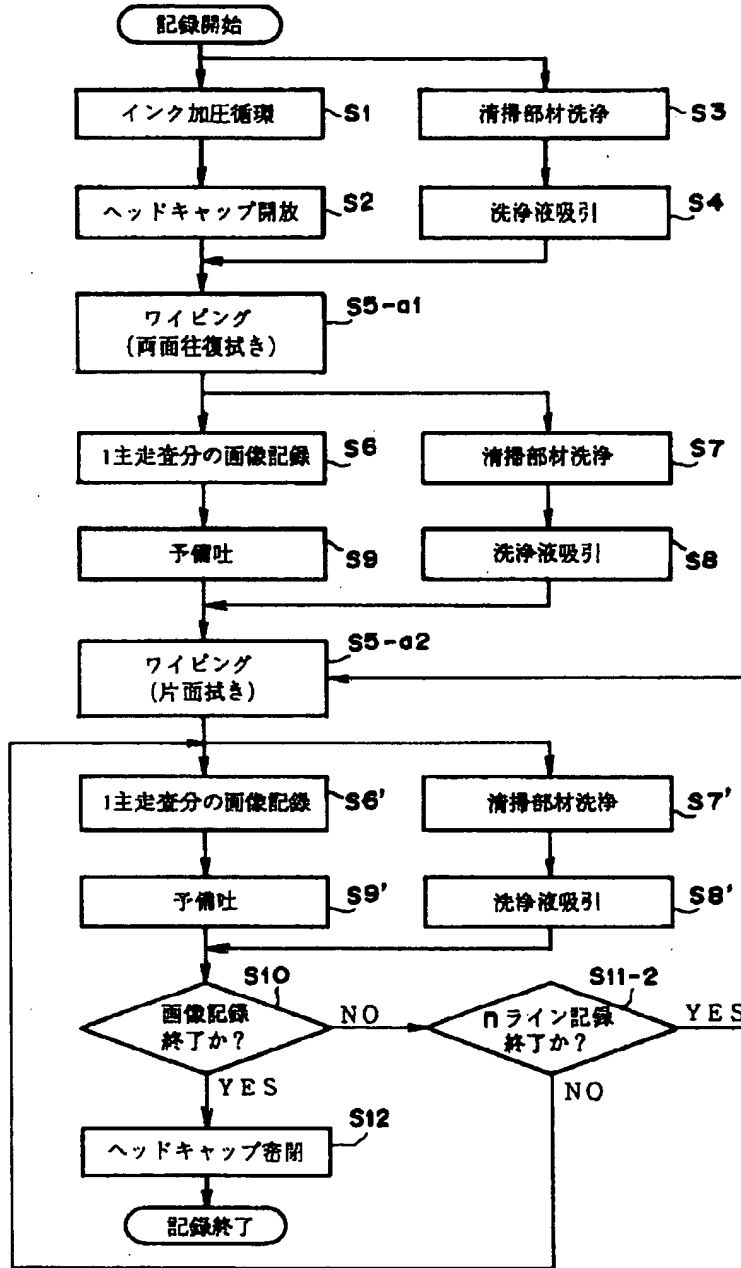 記録開始
インク加圧循環
S1
清掃部材洗浄
S3
ヘッドキャップ開放
S2
洗浄液吸引
S4
ワイピング
(両面往復拭き)
S5-a1
1主走査分の画像記録
S6
清掃部材洗浄
S7
予備吐
S9
洗浄液吸引
S8
ワイピング
(片面拭き)
S5-a2
1主走査分の画像記録
S6'
清掃部材洗浄
S7'
予備吐
S9'
洗浄液吸引
S8'
画像記録
終了か?
S10
NO
YES
nライン記録
終了か?
S11-2
YES
NO
ヘッドキャップ密閉
S12
記録終了